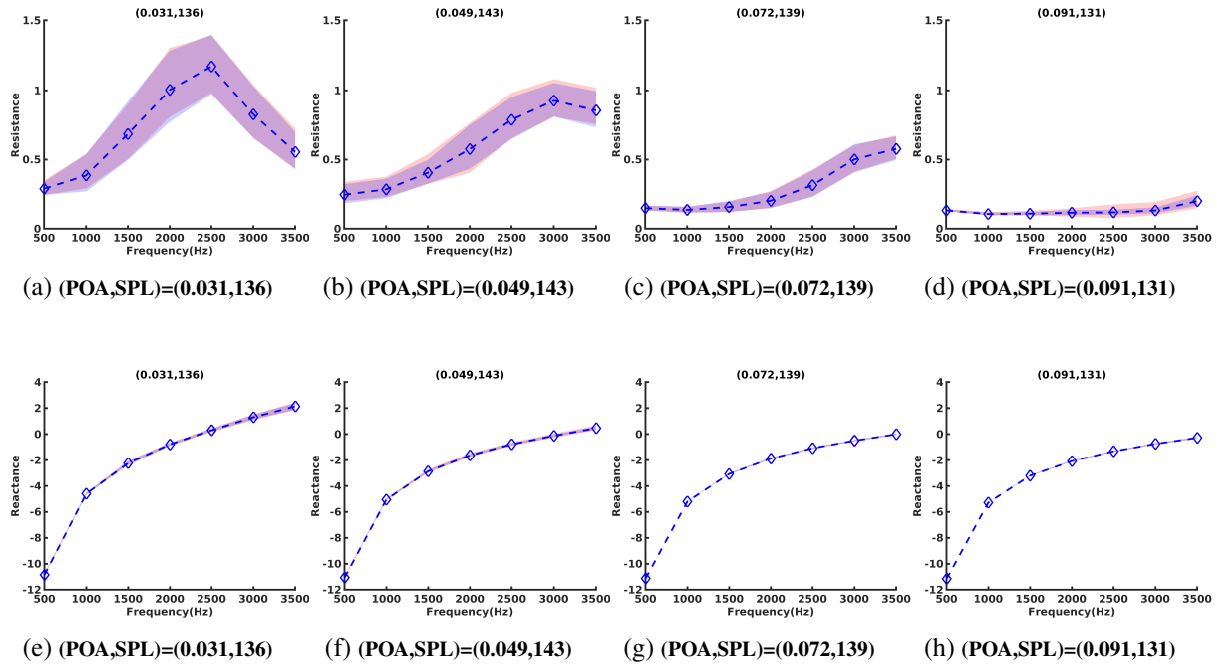 (0.031,136)
1.5
1
0.5
0
Resistance
500 1000 1500 2000 2500 3000 3500
Frequency(Hz)
(a) (POA,SPL)=(0.031,136)
(0.049,143)
1.5
1
0.5
0
Resistance
500 1000 1500 2000 2500 3000 3500
Frequency(Hz)
(b) (POA,SPL)=(0.049,143)
(0.072,139)
1.5
1
0.5
0
Resistance
500 1000 1500 2000 2500 3000 3500
Frequency(Hz)
(c) (POA,SPL)=(0.072,139)
(0.091,131)
1.5
1
0.5
0
Resistance
500 1000 1500 2000 2500 3000 3500
Frequency(Hz)
(d) (POA,SPL)=(0.091,131)
(0.031,136)
4
2
0
-2
-4
-6
-8
-10
-12
Reactance
500 1000 1500 2000 2500 3000 3500
Frequency(Hz)
(e) (POA,SPL)=(0.031,136)
(0.049,143)
4
2
0
-2
-4
-6
-8
-10
-12
Reactance
500 1000 1500 2000 2500 3000 3500
Frequency(Hz)
(f) (POA,SPL)=(0.049,143)
(0.072,139)
4
2
0
-2
-4
-6
-8
-10
-12
Reactance
500 1000 1500 2000 2500 3000 3500
Frequency(Hz)
(g) (POA,SPL)=(0.072,139)
(0.091,131)
4
2
0
-2
-4
-6
-8
-10
-12
Reactance
500 1000 1500 2000 2500 3000 3500
Frequency(Hz)
(h) (POA,SPL)=(0.091,131)